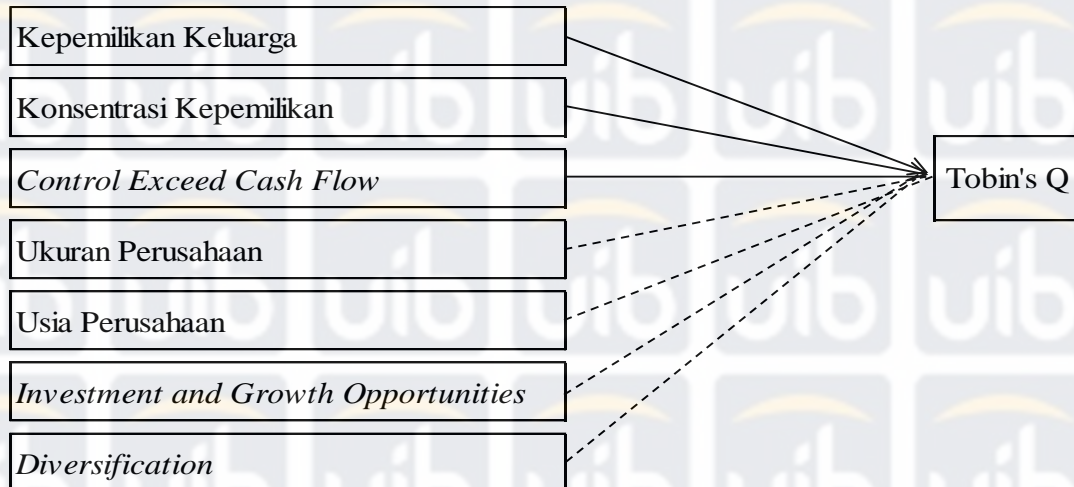 Kepemilikan Keluarga
Konsentrasi Kepemilikan
Control Exceed Cash Flow
Tobin's Q
Ukuran Perusahaan
Usia Perusahaan
Investment and Growth Opportunities
Diversification